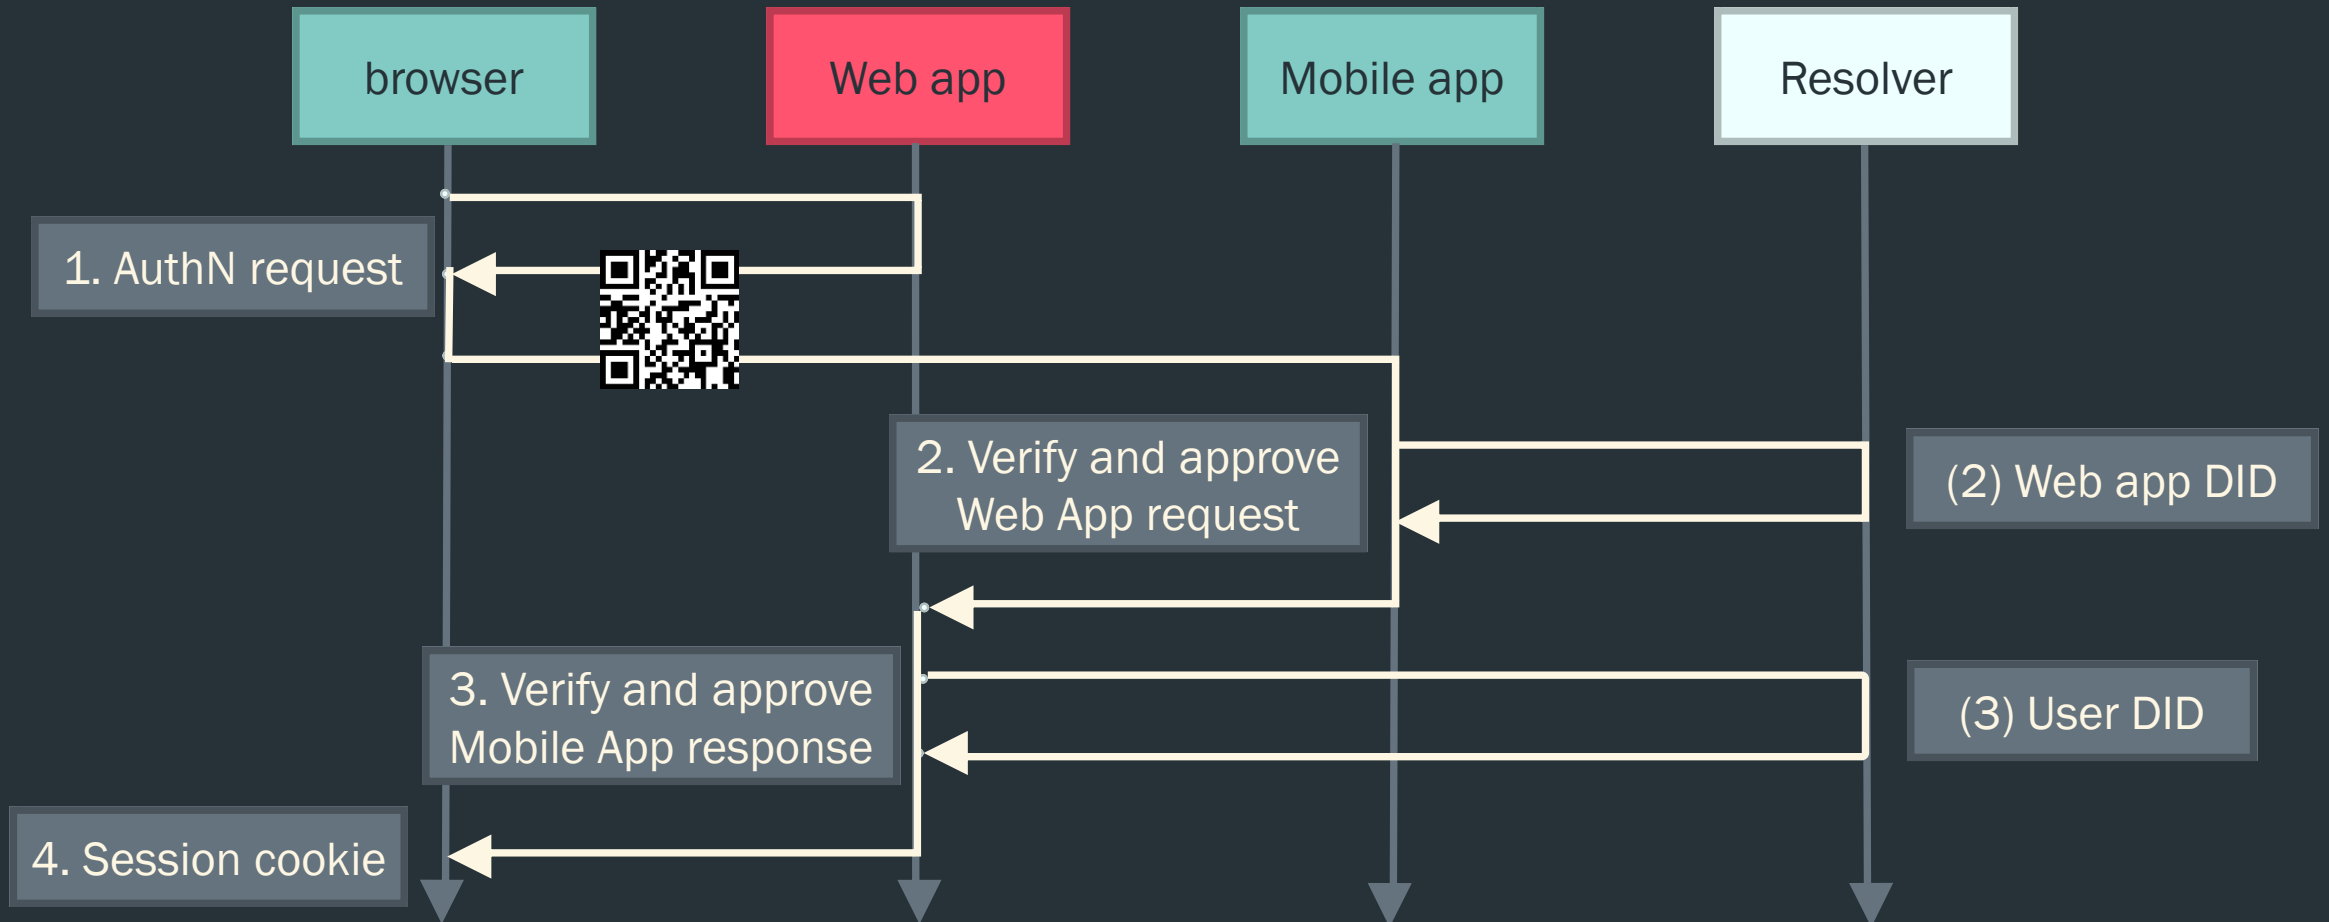 browser
Web app
Mobile app
Resolver
1. AuthN request
2. Verify and approve
Web App request
(2) Web app DID
3. Verify and approve
Mobile App response
(3) User DID
4. Session cookie